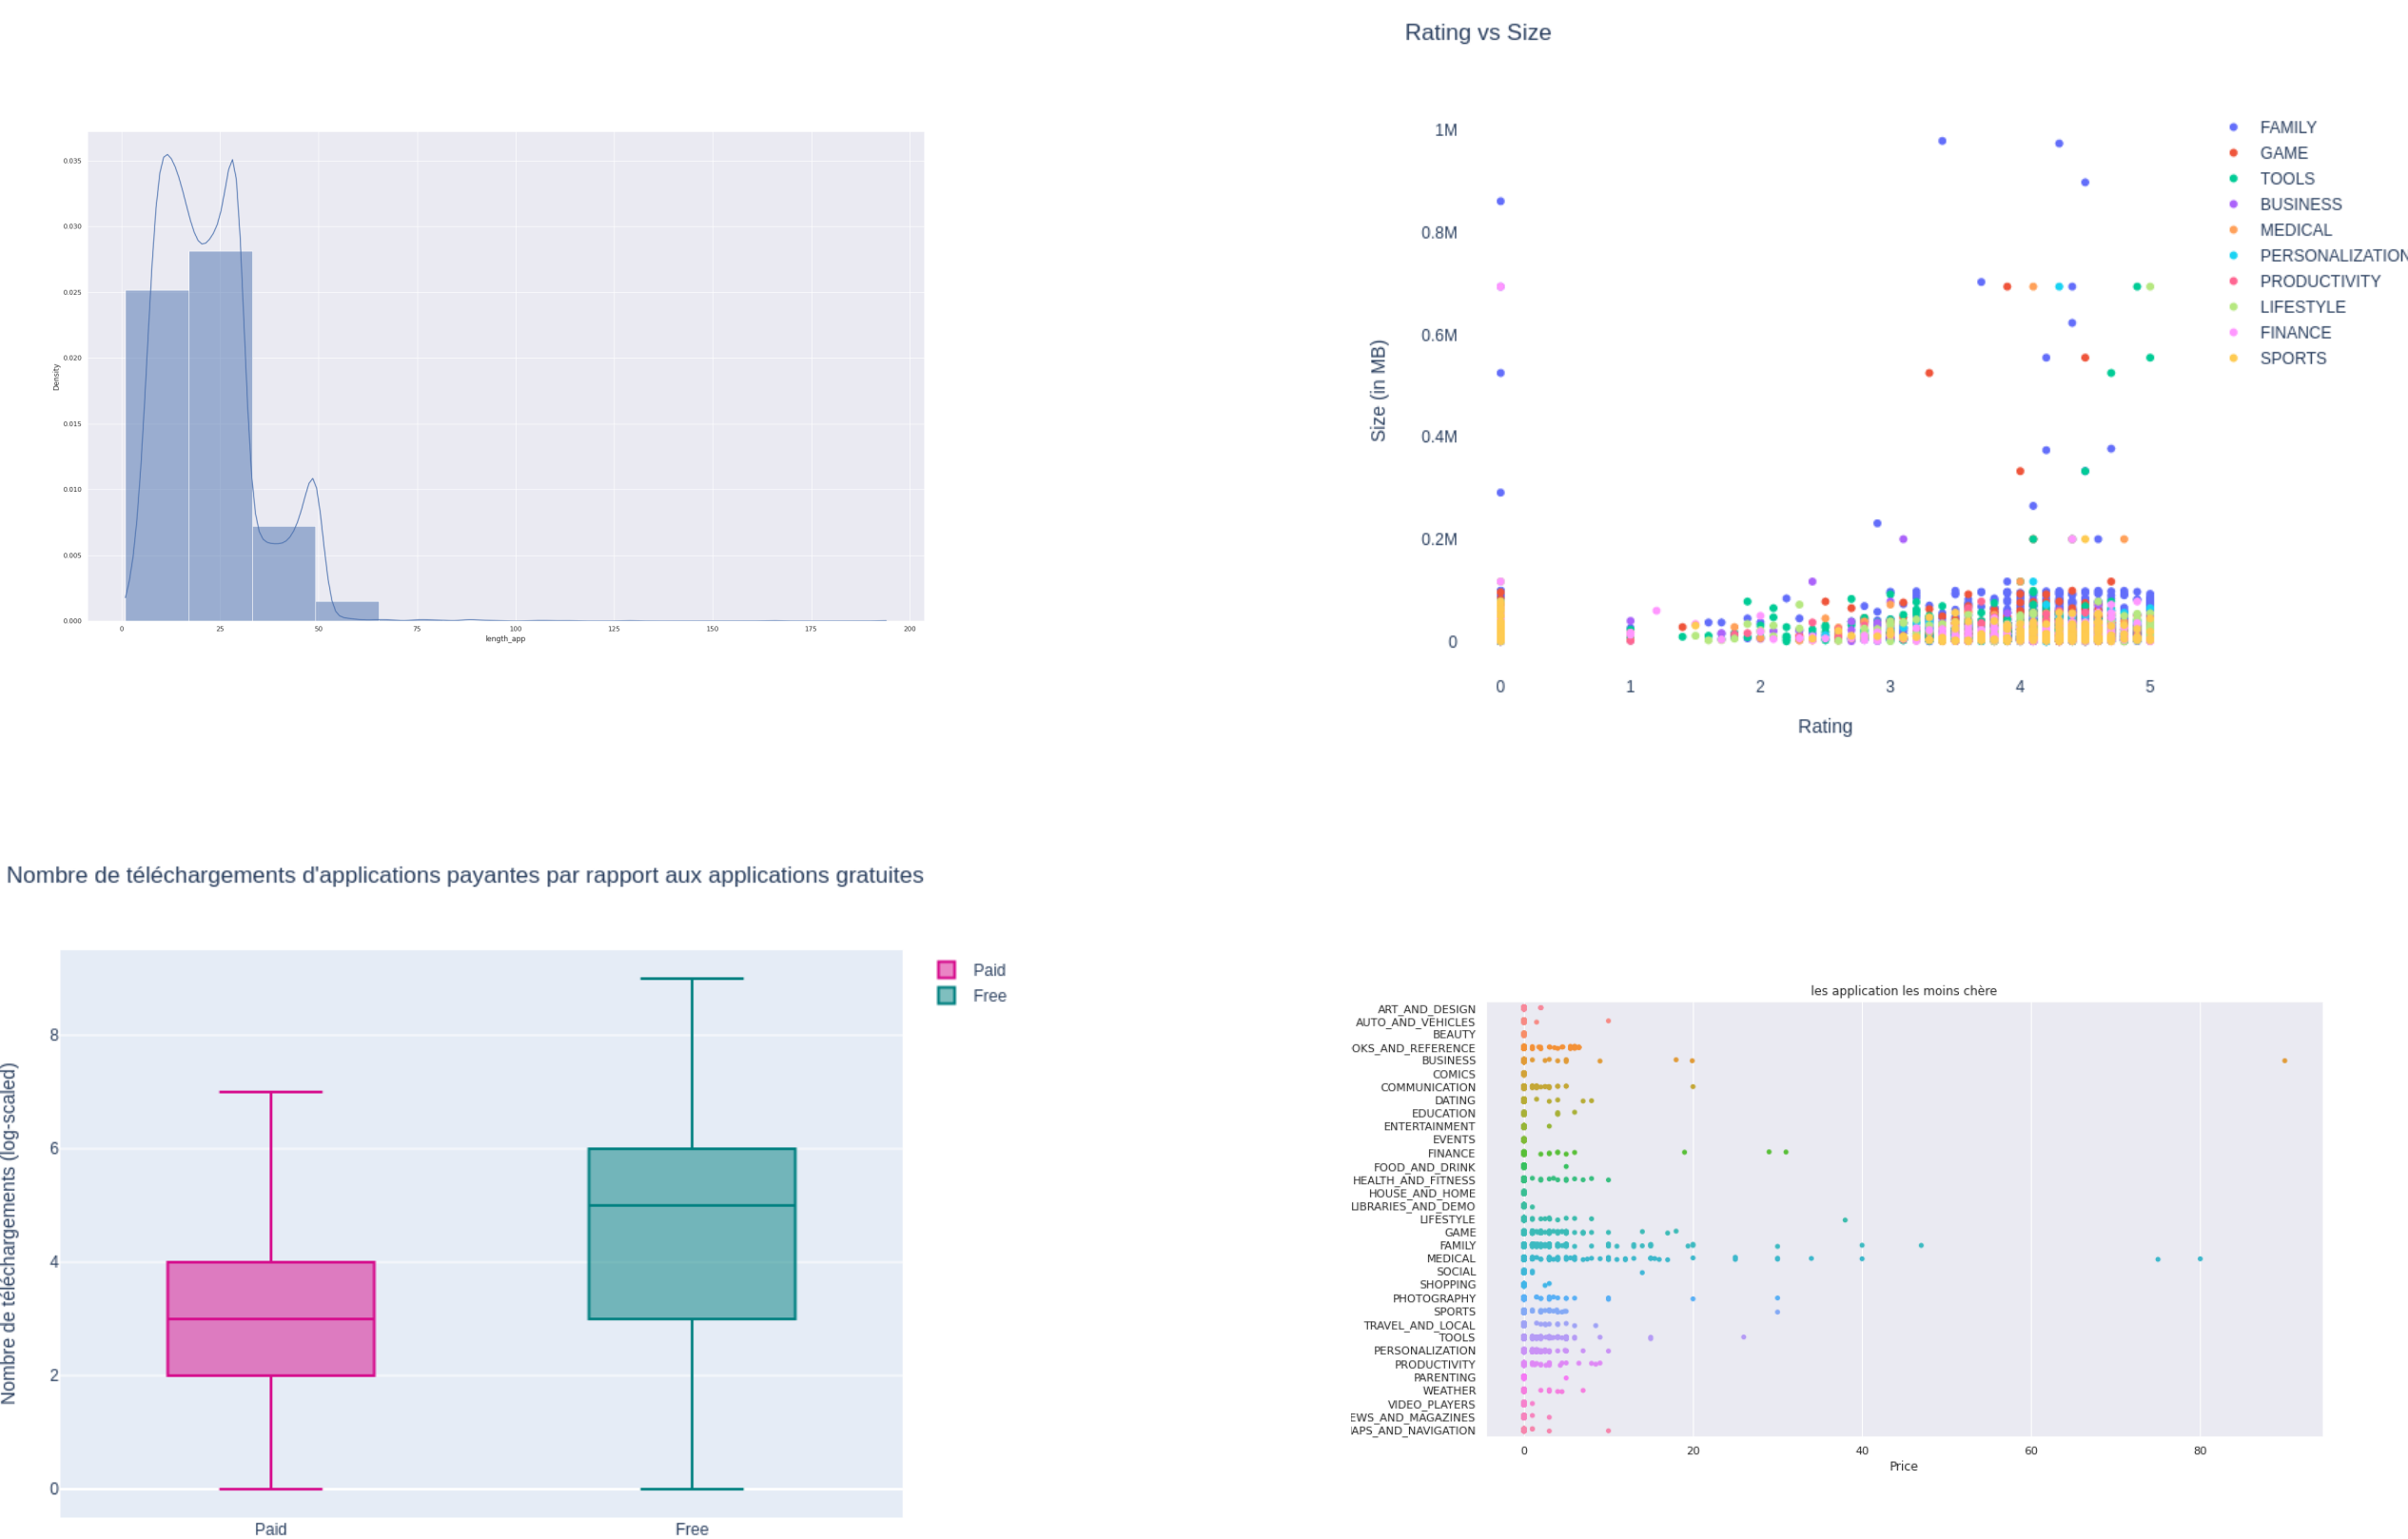 0.035
0.030
0.025
0.020
0.015
0.010
0.005
0.000
Density
0 25 50 75 100 125 150 175 200
length_app
Rating vs Size
1M
0.8M
0.6M
0.4M
0.2M
0
Size (in MB)
0 1 2 3 4 5
Rating
FAMILY
GAME
TOOLS
BUSINESS
MEDICAL
PERSONALIZATION
PRODUCTIVITY
LIFESTYLE
FINANCE
SPORTS
Nombre de téléchargements d'applications payantes par rapport aux applications gratuites
8
6
4
2
0
Nombre de téléchargements (log-scaled)
Paid Free
Paid
Free
les application les moins chère
ART_AND_DESIGN
AUTO_AND_VEHICLES
BEAUTY
OKS_AND_REFERENCE
BUSINESS
COMICS
COMMUNICATION
DATING
EDUCATION
ENTERTAINMENT
EVENTS
FINANCE
FOOD_AND_DRINK
HEALTH_AND_FITNESS
HOUSE_AND_HOME
LIBRARIES_AND_DEMO
LIFESTYLE
GAME
FAMILY
MEDICAL
SOCIAL
SHOPPING
PHOTOGRAPHY
SPORTS
TRAVEL_AND_LOCAL
TOOLS
PERSONALIZATION
PRODUCTIVITY
PARENTING
WEATHER
VIDEO_PLAYERS
EWS_AND_MAGAZINES
APS_AND_NAVIGATION
0 20 40 60 80
Price